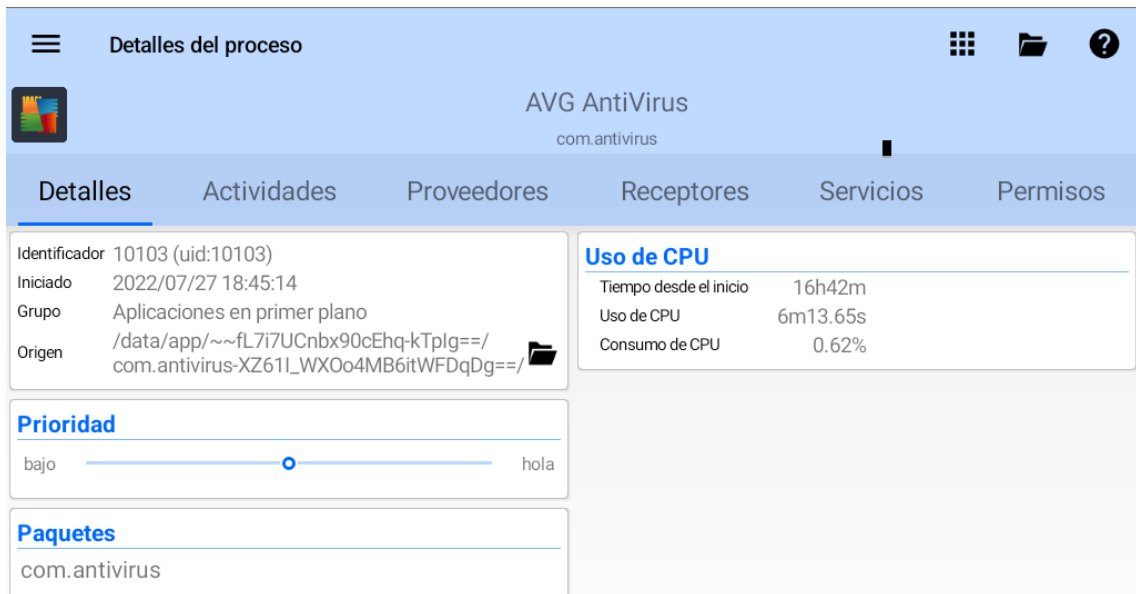 Detalles del proceso
AVG AntiVirus
com.antivirus
Detalles Actividades Proveedores Receptores Servicios Permisos
Identificador 10103 (uid:10103)
Iniciado 2022/07/27 18:45:14
Grupo Aplicaciones en primer plano
Origen /data/app/~~fL7i7UCnbx90cEhq-kTpIg==/
com.antivirus-XZ61I_WXOo4MB6itWFDqDg==/
Uso de CPU
Tiempo desde el inicio 16h42m
Uso de CPU 6m13.65s
Consumo de CPU 0.62%
Prioridad
bajo hola
Paquetes
com.antivirus